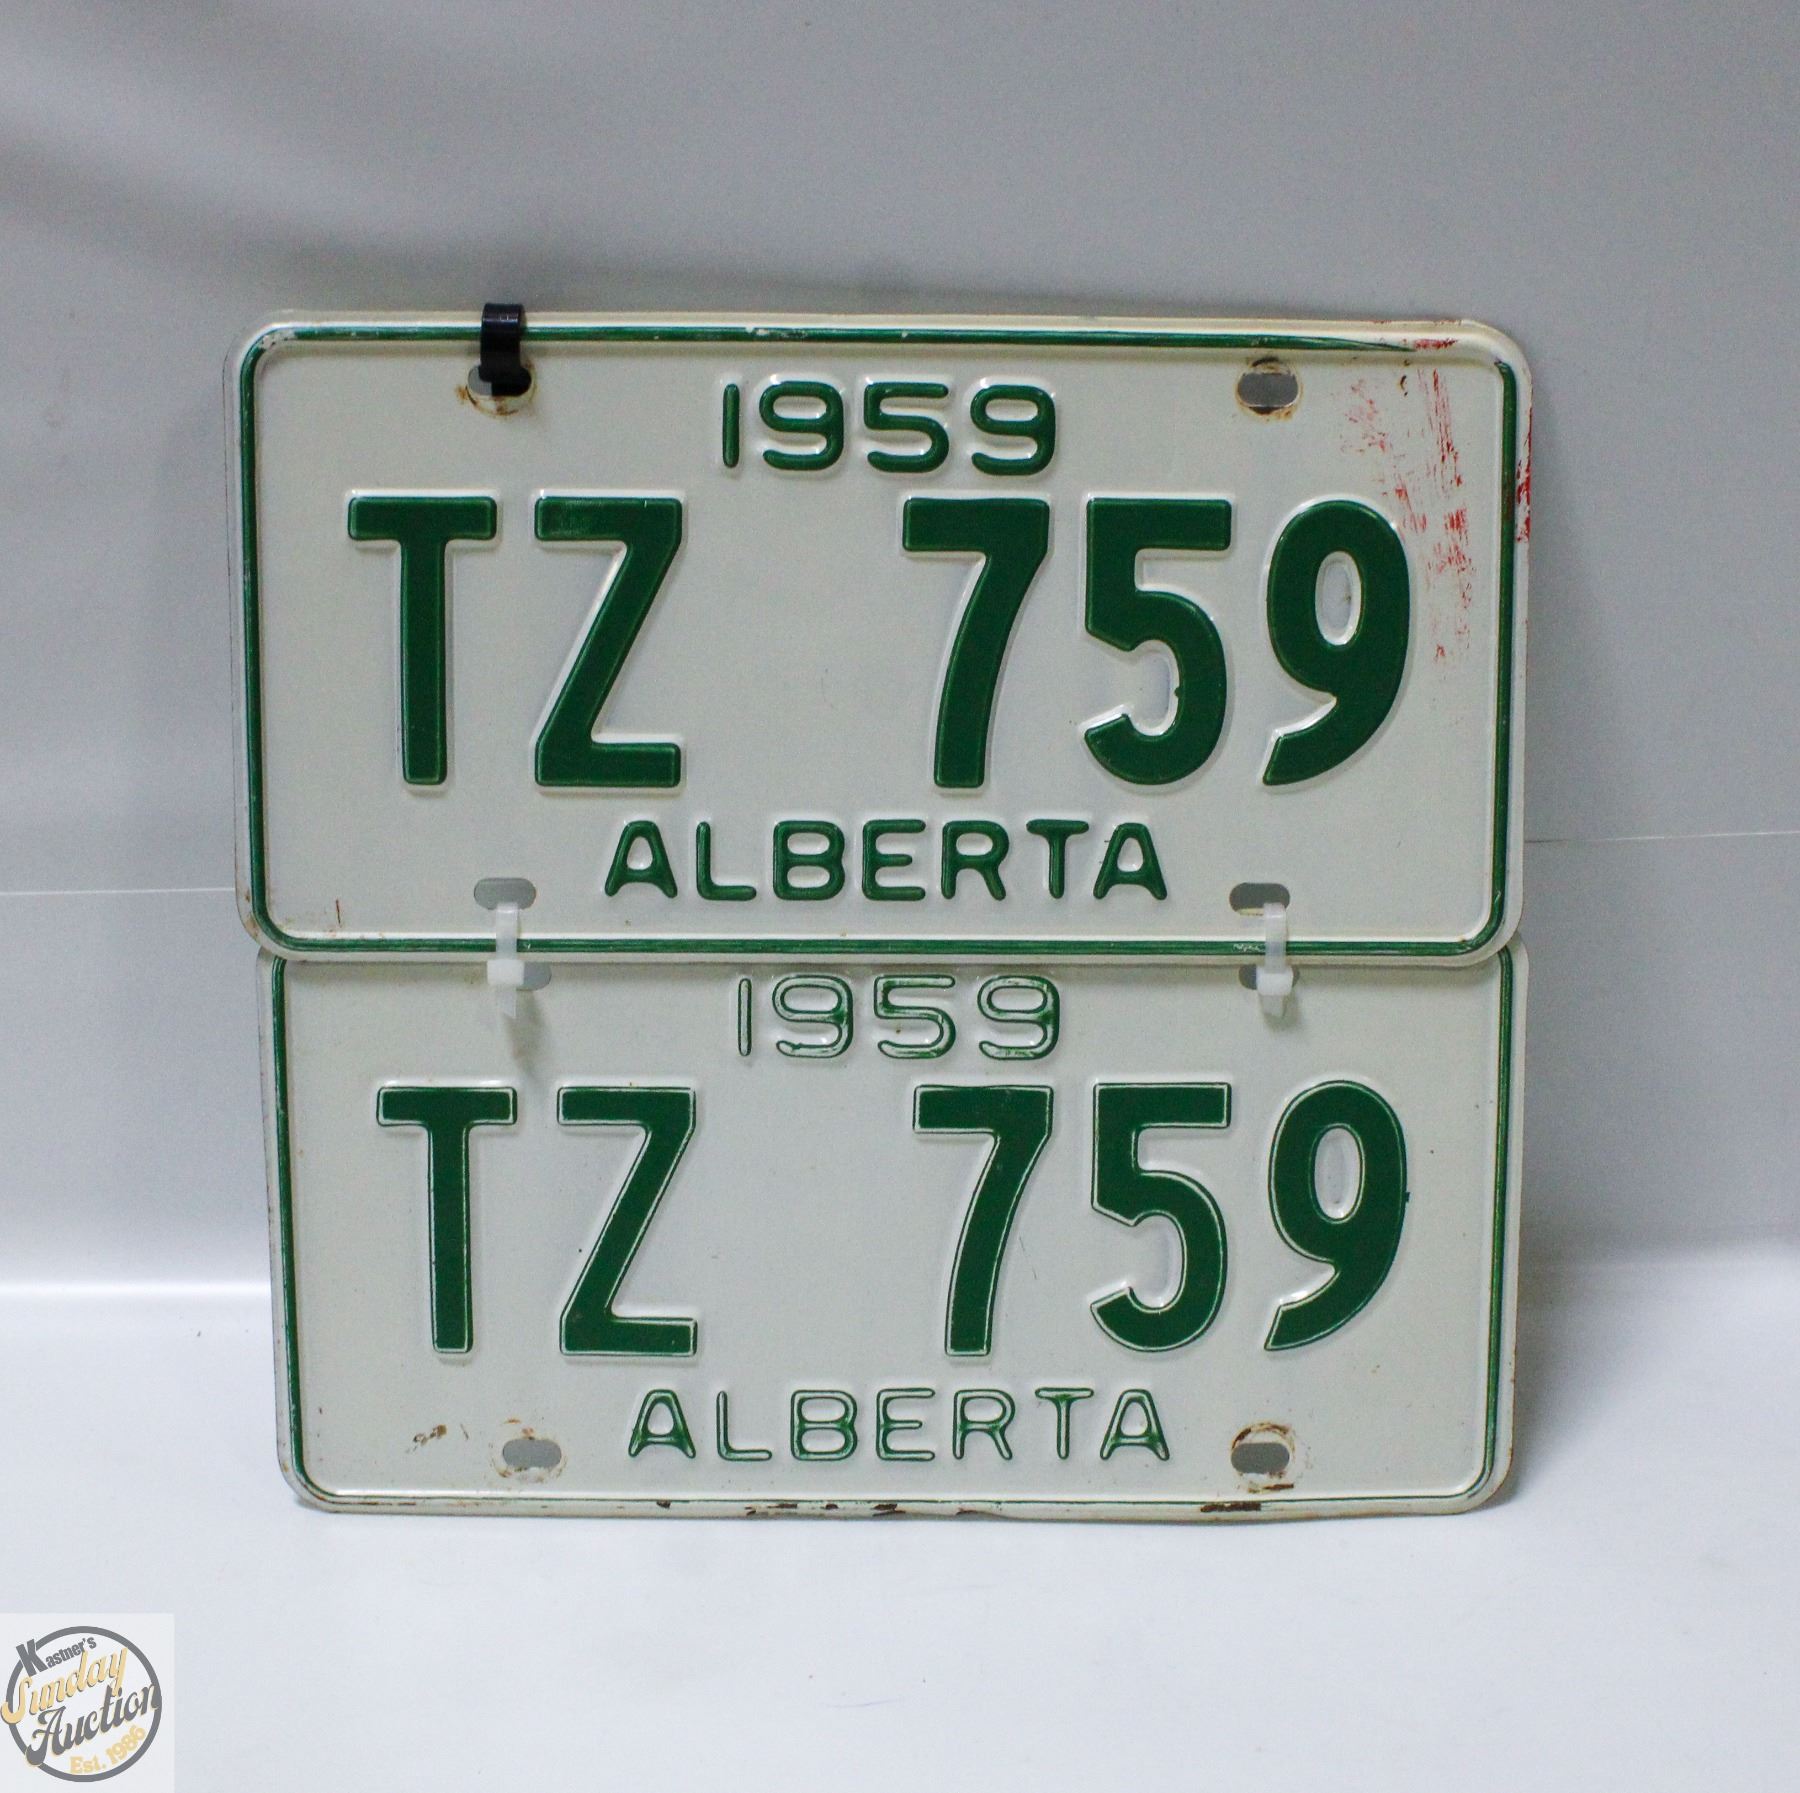 1959
TZ 759
ALBERTA
1959
TZ 759
ALBERTA
Kastner's
Sunday
Auction
Est. 1986